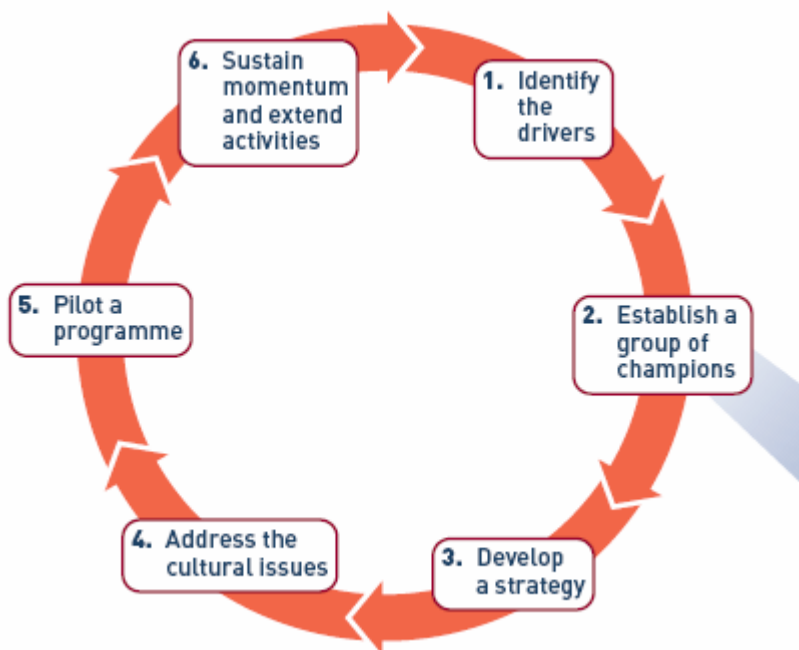 1. Identify
the
drivers
2. Establish a
group of
champions
3. Develop
a strategy
4. Address the
cultural issues
5. Pilot a
programme
6. Sustain
momentum
and extend
activities